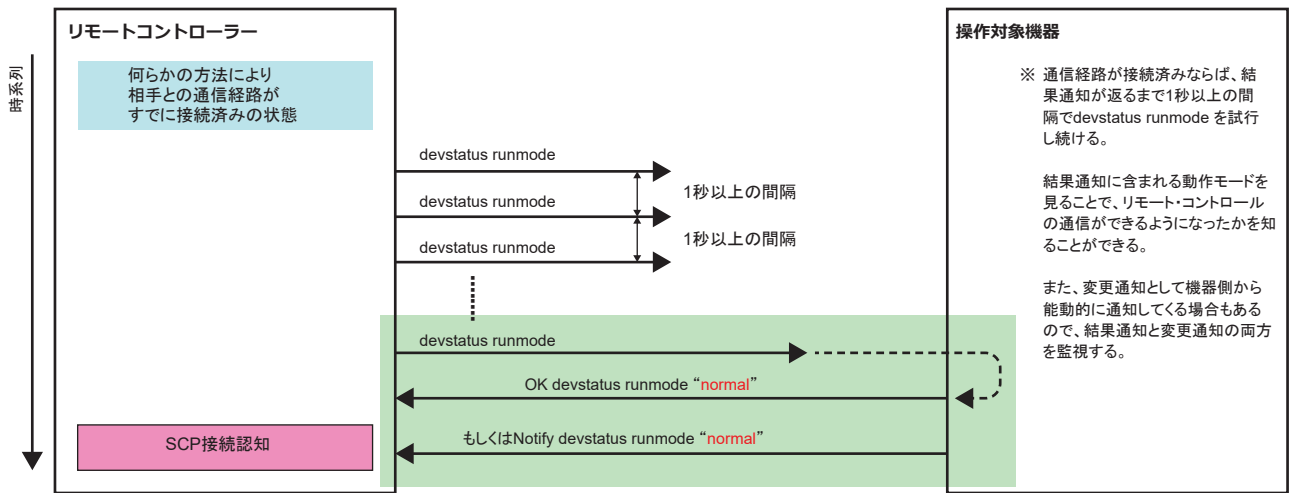 リモートコントローラー
時系列
何らかの方法により
相手との通信経路が
すでに接続済みの状態
devstatus runmode
1秒以上の間隔
devstatus runmode
1秒以上の間隔
devstatus runmode
devstatus runmode
OK devstatus runmode “normal”
もしくはNotify devstatus runmode “normal”
SCP接続認知
操作対象機器
※ 通信経路が接続済みならば、結
果通知が返るまで1秒以上の間
隔でdevstatus runmode を試行
し続ける。
結果通知に含まれる動作モードを
見ることで、リモート・コントロール
の通信ができるようになったかを知
ることができる。
また、変更通知として機器側から
能動的に通知してくる場合もある
ので、結果通知と変更通知の両方
を監視する。